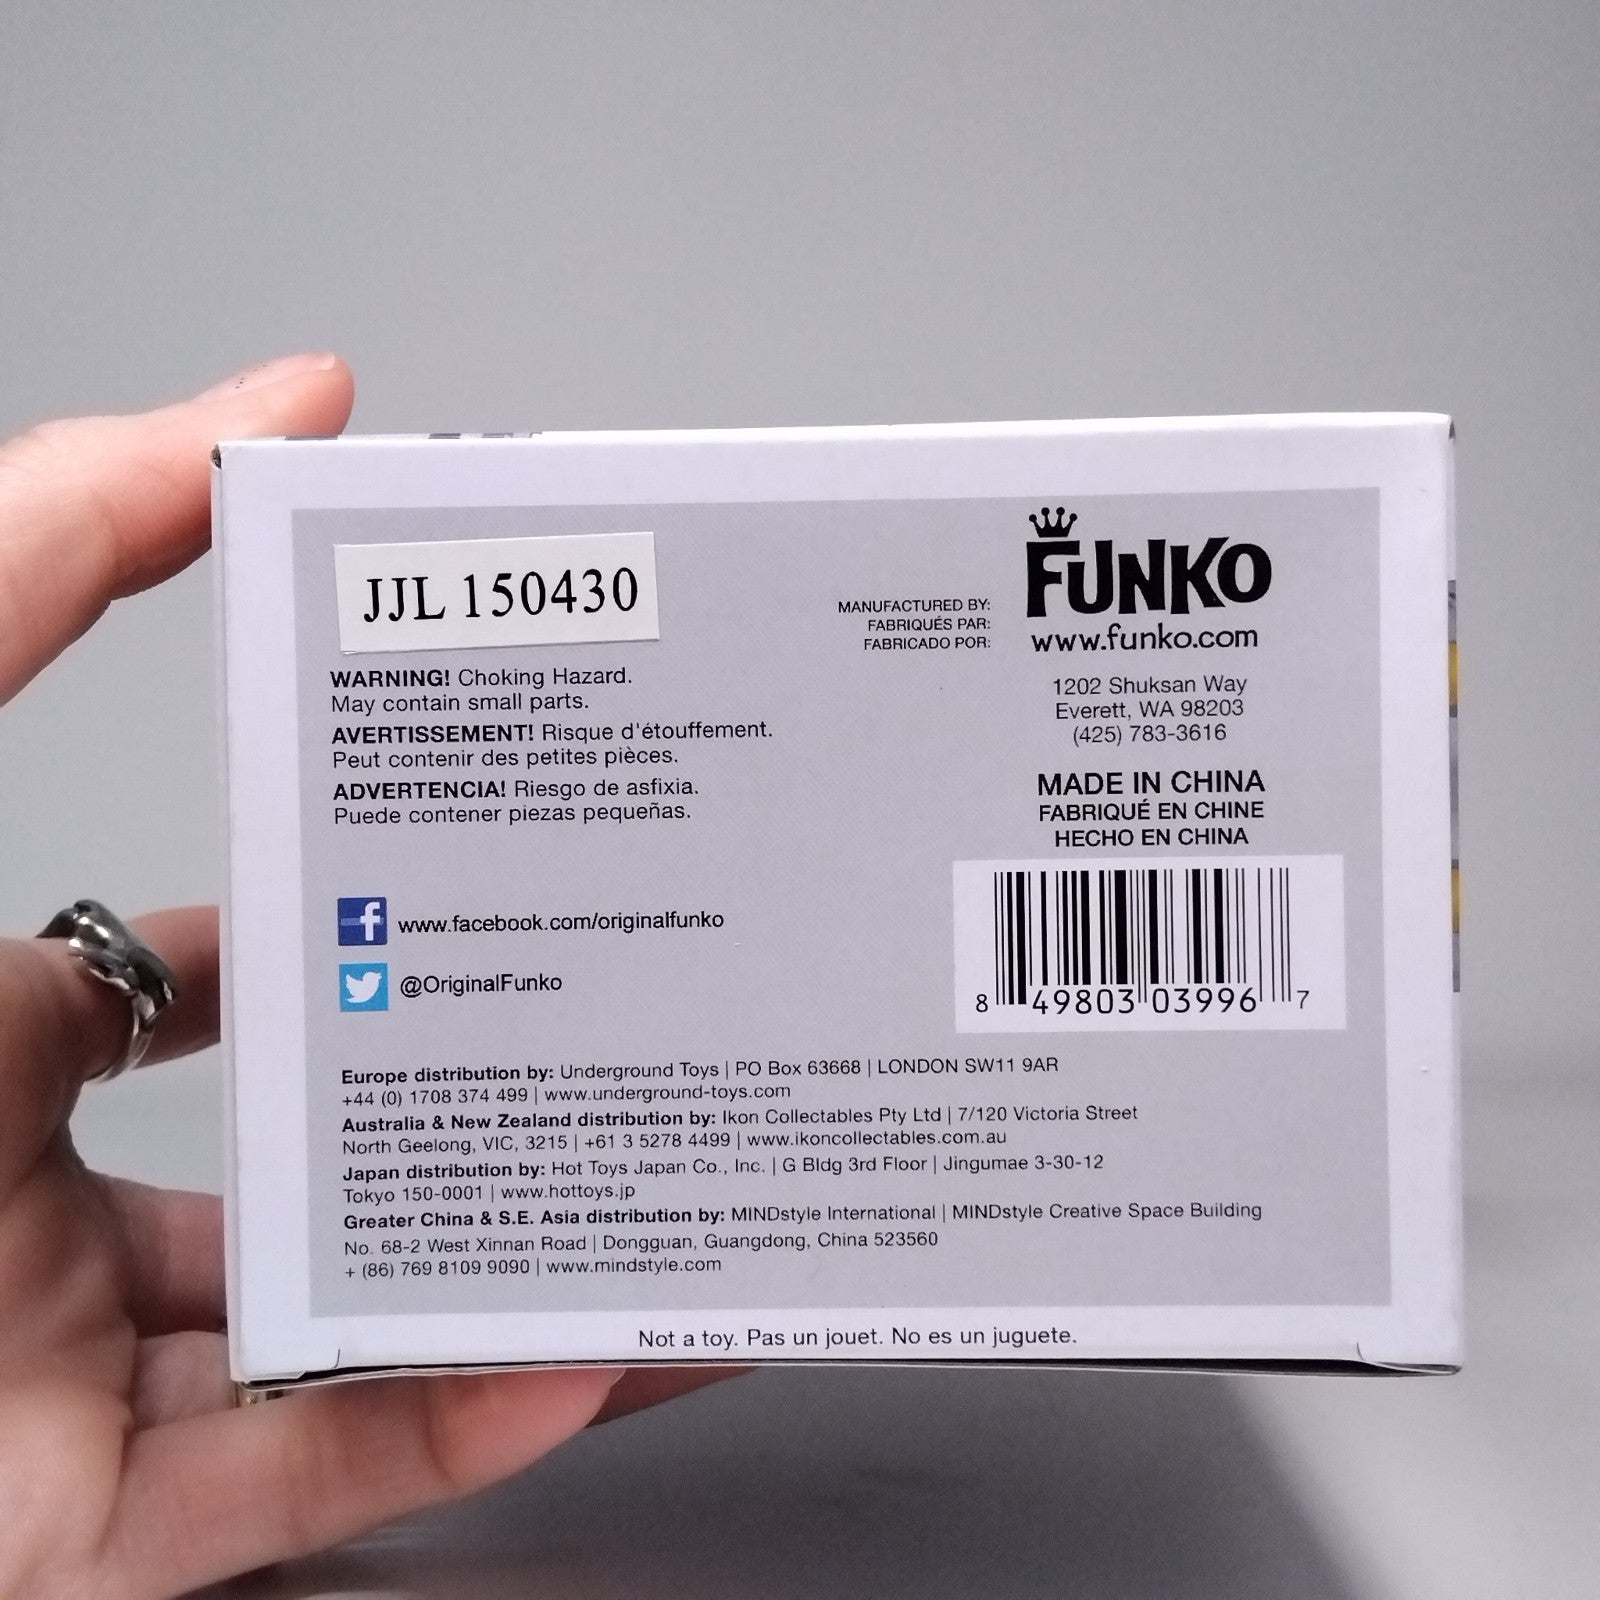 JJL 150430
WARNING! Choking Hazard.
May contain small parts.
AVERTISSEMENT! Risque d'étouffement.
Peut contenir des petites pièces.
ADVERTENCIA! Riesgo de asfixia.
Puede contener piezas pequeñas.
f www.facebook.com/originalfunko
@OriginalFunko
MANUFACTURED BY:
FABRIQUÉS PAR:
FABRICADO POR:
FUNKO
www.funko.com
1202 Shuksan Way
Everett, WA 98203
(425) 783-3616
MADE IN CHINA
FABRIQUÉ EN CHINE
HECHO EN CHINA
8 49803 03996 7
Europe distribution by: Underground Toys | PO Box 63668 | LONDON SW11 9AR
+44 (0) 1708 374 499 | www.underground-toys.com
Australia & New Zealand distribution by: Ikon Collectables Pty Ltd | 7/120 Victoria Street
North Geelong, VIC, 3215 | +61 3 5278 4499 | www.ikoncollectables.com.au
Japan distribution by: Hot Toys Japan Co., Inc. | G Bldg 3rd Floor | Jingumae 3-30-12
Tokyo 150-0001 | www.hottoys.jp
Greater China & S.E. Asia distribution by: MINDstyle International | MINDstyle Creative Space Building
No. 68-2 West Xinnan Road | Dongguan, Guangdong, China 523560
+ (86) 769 8109 9090 | www.mindstyle.com
Not a toy. Pas un jouet. No es un juguete.